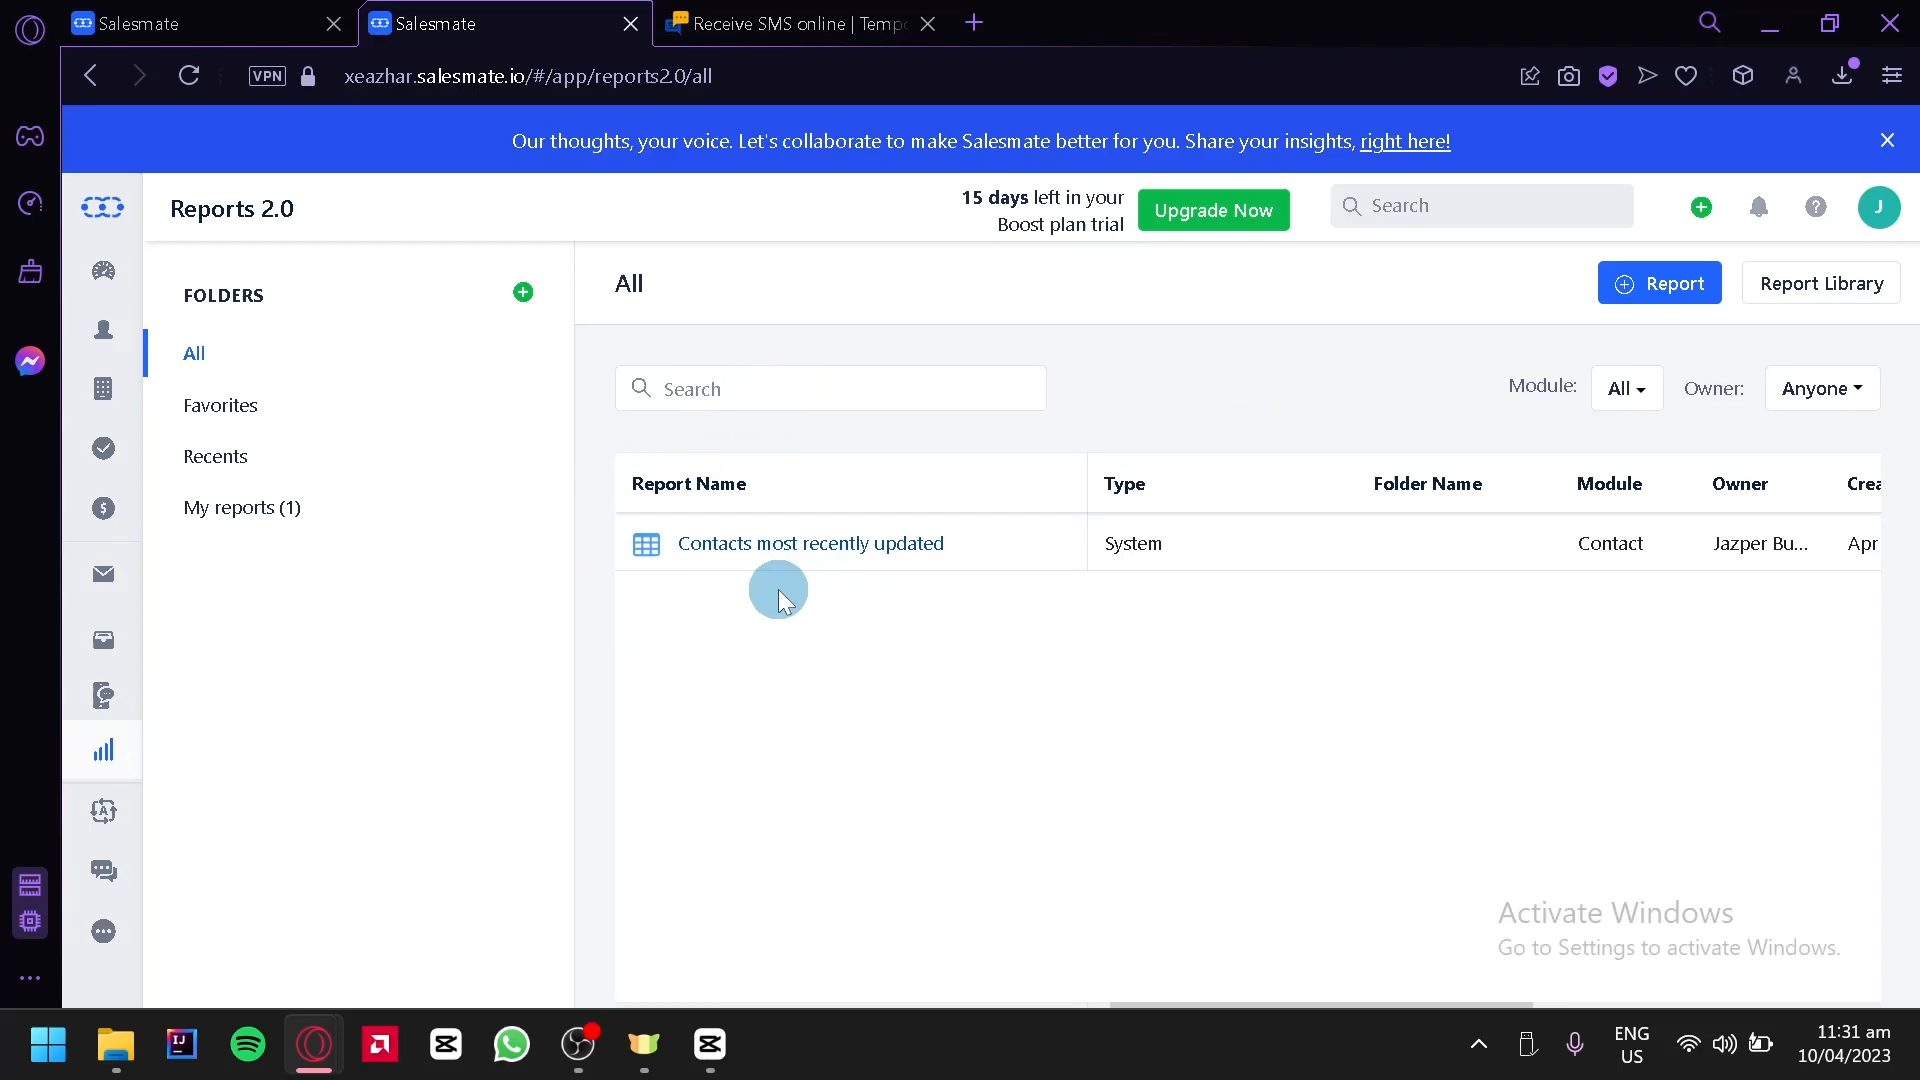 Salesmate
Salesmate
Receive SMS online | Temp
VPN
xeazhar.salesmate.io/#/app/reports2.0/all
Our thoughts, your voice. Let's collaborate to make Salesmate better for you. Share your insights, right here!
Reports 2.0
15 days left in your
Boost plan trial
Upgrade Now
Search
J
FOLDERS
All
Favorites
Recents
My reports (1)
All
Report
Report Library
Search
Module:
All
Owner:
Anyone
Report Name
Type
Folder Name
Module
Owner
Crea
Contacts most recently updated
System
Contact
Jazper Bu...
Apr
Activate Windows
Go to Settings to activate Windows.
IJ
ENG
US
11:31 am
10/04/2023